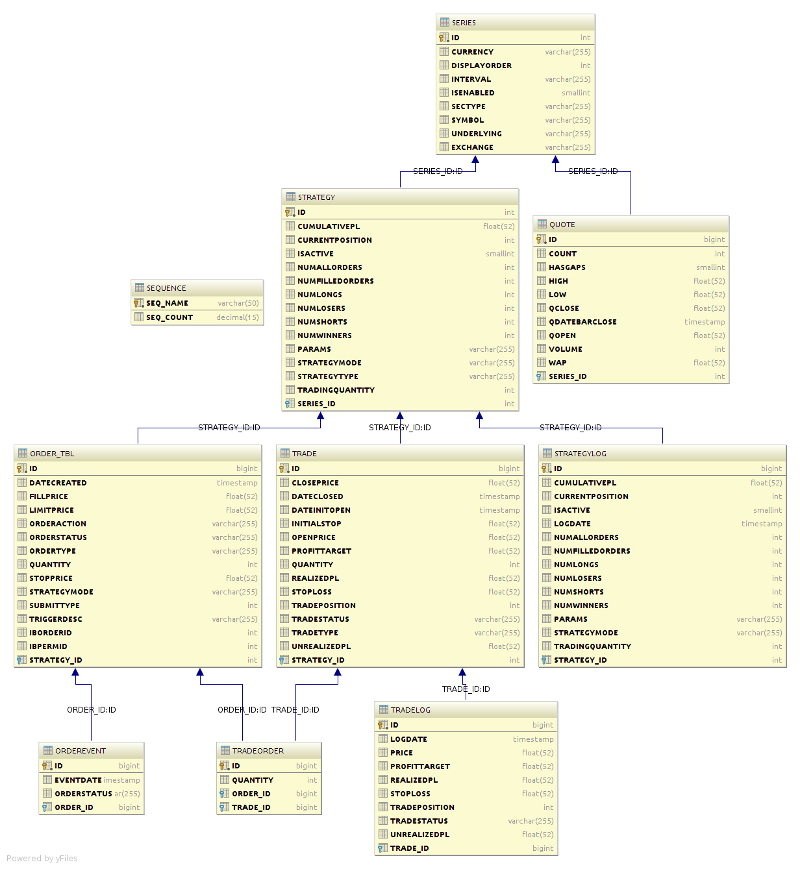 SERIES
ID int
CURRENCY varchar(255)
DISPLAYORDER int
INTERVAL varchar(255)
ISENABLED smallint
SECTYPE varchar(255)
SYMBOL varchar(255)
UNDERLYING varchar(255)
EXCHANGE varchar(255)
SERIES_ID:ID
SERIES_ID:ID
STRATEGY
ID int
CUMULATIVEPL float(52)
CURRENTPOSITION int
ISACTIVE smallint
NUMALLORDERS int
NUMFILLEDORDERS int
NUMLONGS int
NUMLOSERS int
NUMSHORTS int
NUMWINNERS int
PARAMS varchar(255)
STRATEGYMODE varchar(255)
STRATEGYTYPE varchar(255)
TRADINGQUANTITY int
SERIES_ID int
QUOTE
ID bigint
COUNT int
HASGAPS smallint
HIGH float(52)
LOW float(52)
QCLOSE float(52)
QDATEBARCLOSE timestamp
QOPEN float(52)
VOLUME int
WAP float(52)
SERIES_ID int
SEQUENCE
SEQ_NAME varchar(50)
SEQ_COUNT decimal(15)
STRATEGY_ID:ID
STRATEGY_ID:ID
STRATEGY_ID:ID
ORDER_TBL
ID bigint
DATECREATED timestamp
FILLPRICE float(52)
LIMITPRICE float(52)
ORDERACTION varchar(255)
ORDERSTATUS varchar(255)
ORDERTYPE varchar(255)
QUANTITY int
STOPPRICE float(52)
STRATEGYMODE varchar(255)
SUBMITTYPE int
TRIGGERDESC varchar(255)
IBORDERID int
IBPERMID int
STRATEGY_ID int
TRADE
ID bigint
CLOSEPRICE float(52)
DATECLOSED timestamp
DATEINITOPEN timestamp
INITIALSTOP float(52)
OPENPRICE float(52)
PROFITTARGET float(52)
QUANTITY int
REALIZEDPL float(52)
STOPLOSS float(52)
TRADEPOSITION int
TRADESTATUS varchar(255)
TRADETYPE varchar(255)
UNREALIZEDPL float(52)
STRATEGY_ID int
STRATEGYLOG
ID bigint
CUMULATIVEPL float(52)
CURRENTPOSITION int
ISACTIVE smallint
LOGDATE timestamp
NUMALLORDERS int
NUMFILLEDORDERS int
NUMLONGS int
NUMLOSERS int
NUMSHORTS int
NUMWINNERS int
PARAMS varchar(255)
STRATEGYMODE varchar(255)
TRADINGQUANTITY int
STRATEGY_ID int
ORDER_ID:ID
ORDER_ID:ID
TRADE_ID:ID
TRADE_ID:ID
ORDEREVENT
ID bigint
EVENTDATE imestamp
ORDERSTATUS ar(255)
ORDER_ID bigint
TRADEORDER
ID bigint
QUANTITY int
ORDER_ID bigint
TRADE_ID bigint
TRADELOG
ID bigint
LOGDATE timestamp
PRICE float(52)
PROFITTARGET float(52)
REALIZEDPL float(52)
STOPLOSS float(52)
TRADEPOSITION int
TRADESTATUS varchar(255)
UNREALIZEDPL float(52)
TRADE_ID bigint
Powered by yFiles